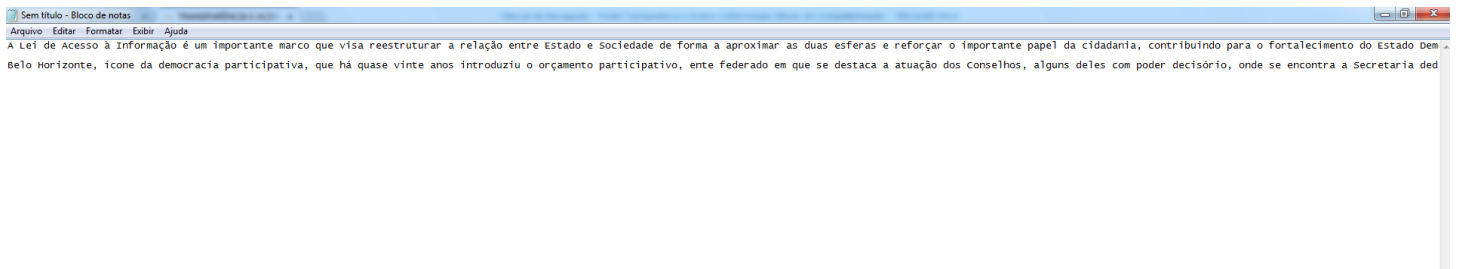 Sem título - Bloco de notas
Arquivo Editar Formatar Exibir Ajuda
A Lei de Acesso à Informação é um importante marco que visa reestruturar a relação entre Estado e Sociedade de forma a aproximar as duas esferas e reforçar o importante papel da cidadania, contribuindo para o fortalecimento do Estado Dem
Belo Horizonte, ícone da democracia participativa, que há quase vinte anos introduziu o orçamento participativo, ente federado em que se destaca a atuação dos Conselhos, alguns deles com poder decisório, onde se encontra a Secretaria ded